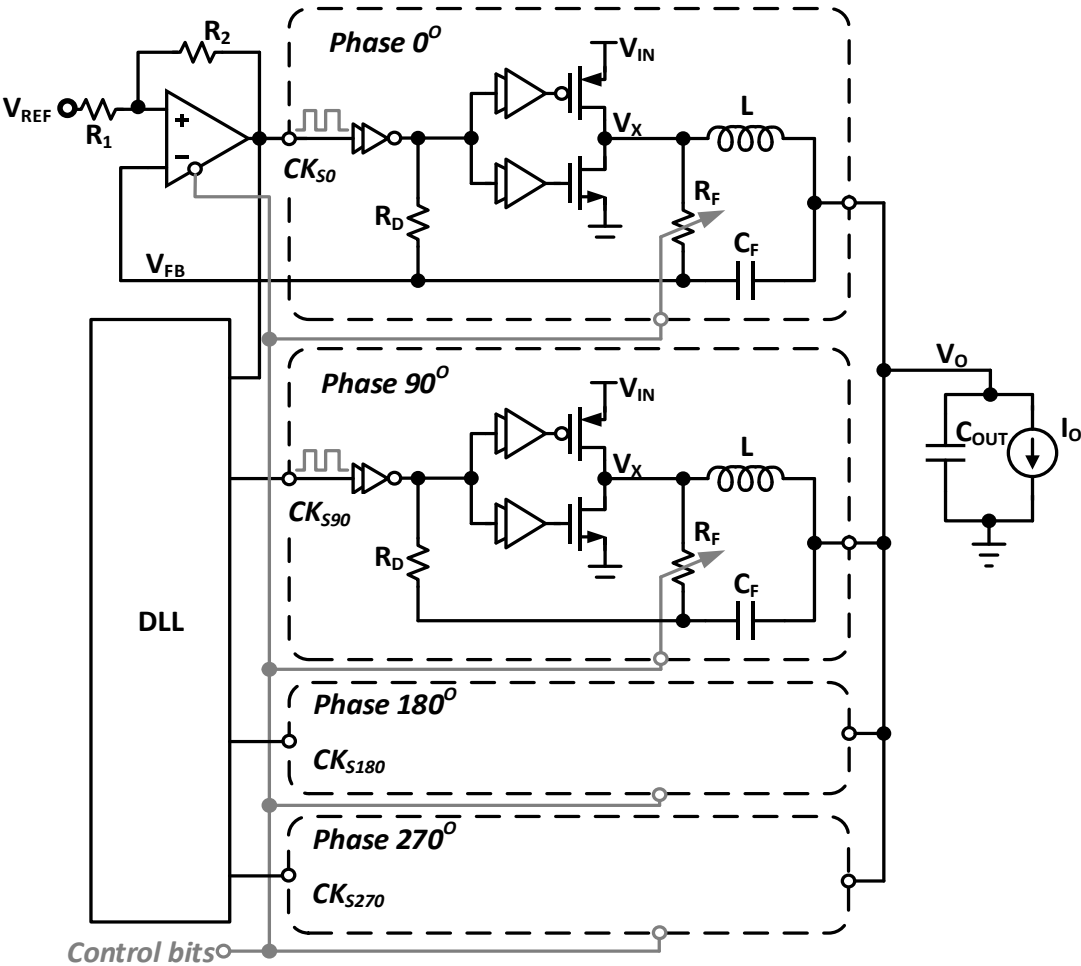 Phase 0^O
R_2
V_IN
V_REF
R_1
+
−
CK_S0
V_X
L
R_D
R_F
C_F
V_FB
Phase 90^O
V_IN
V_O
C_OUT
I_O
V_X
L
CK_S90
R_D
R_F
C_F
DLL
Phase 180^O
CK_S180
Phase 270^O
CK_S270
Control bits